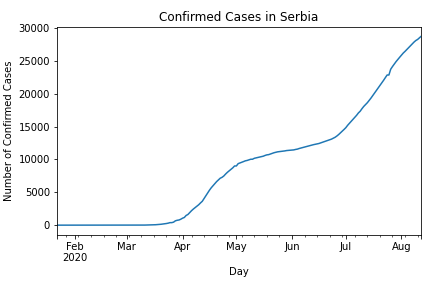 Confirmed Cases in Serbia
Number of Confirmed Cases
30000
25000
20000
15000
10000
5000
0
Feb Mar Apr May Jun Jul Aug
2020
Day